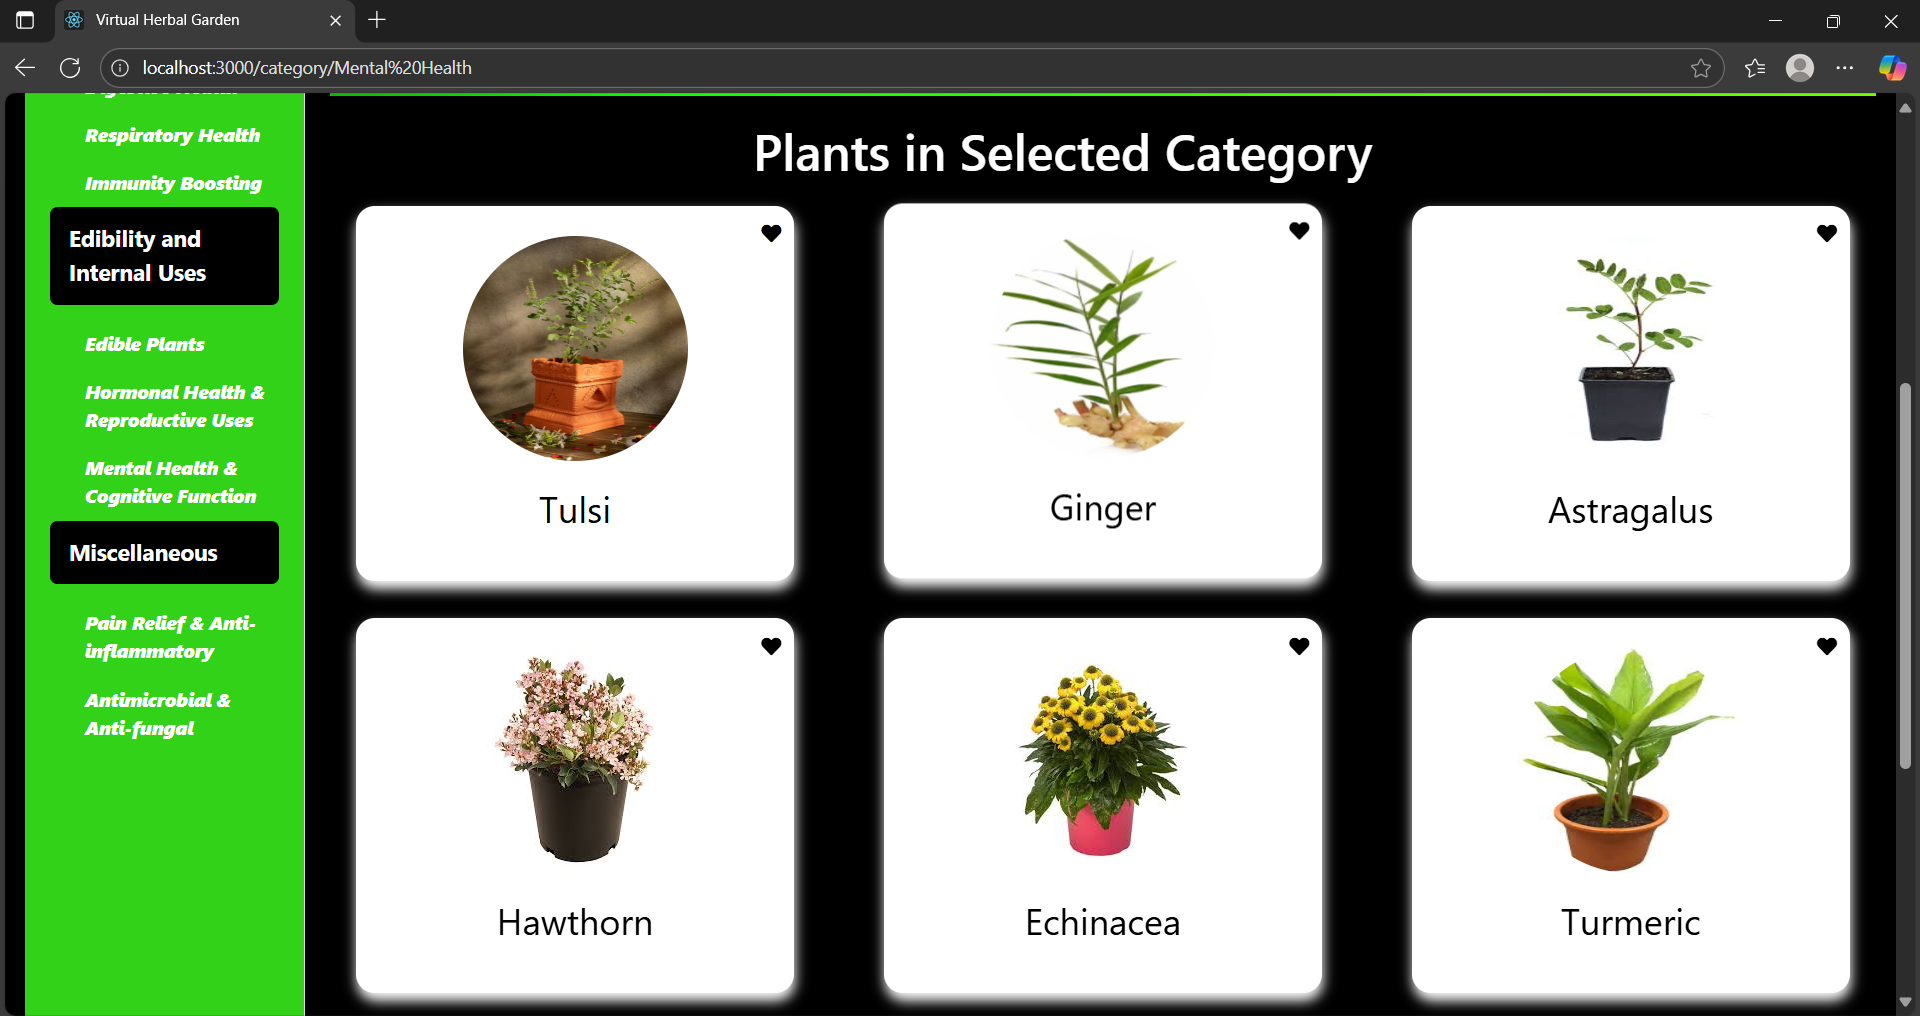 Virtual Herbal Garden
localhost:3000/category/Mental%20Health
Respiratory Health
Immunity Boosting
Edibility and
Internal Uses
Edible Plants
Hormonal Health &
Reproductive Uses
Mental Health &
Cognitive Function
Miscellaneous
Pain Relief & Anti-
inflammatory
Antimicrobial &
Anti-fungal
Plants in Selected Category
Tulsi
Ginger
Astragalus
Hawthorn
Echinacea
Turmeric